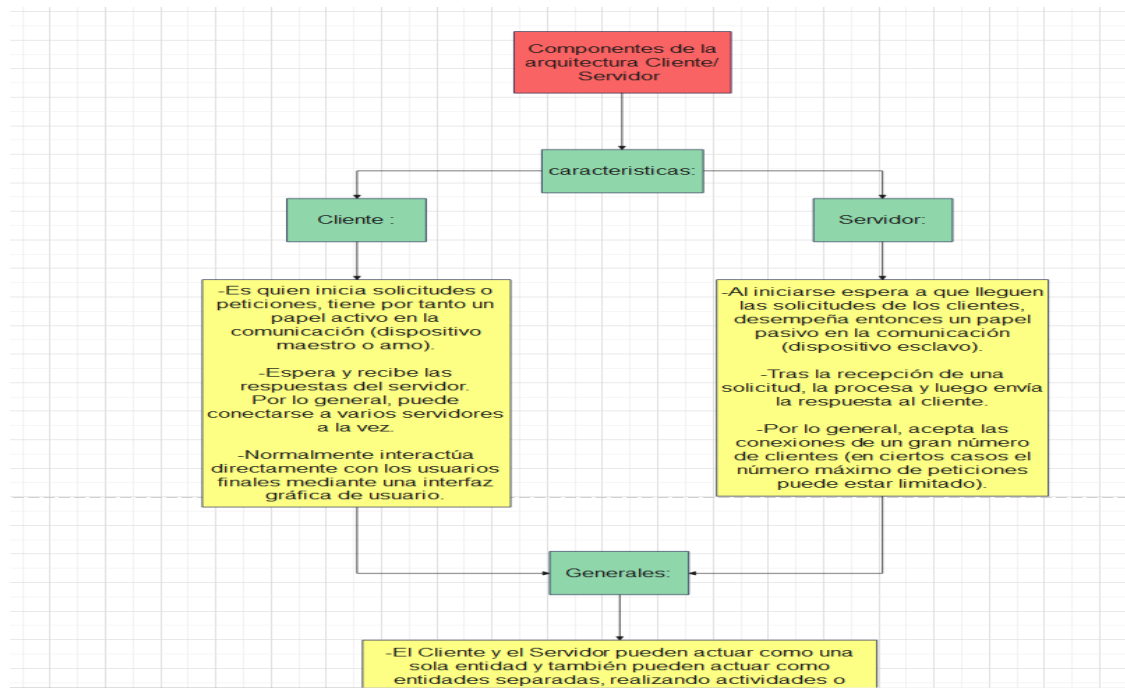 Componentes de la
arquitectura Cliente/
Servidor
caracteristicas:
Cliente :
Servidor:
-Es quien inicia solicitudes o
peticiones, tiene por tanto un
papel activo en la
comunicación (dispositivo
maestro o amo).
-Espera y recibe las
respuestas del servidor.
Por lo general, puede
conectarse a varios servidores
a la vez.
-Normalmente interactúa
directamente con los usuarios
finales mediante una interfaz
gráfica de usuario.
-Al iniciarse espera a que lleguen
las solicitudes de los clientes,
desempeña entonces un papel
pasivo en la comunicación
(dispositivo esclavo).
-Tras la recepción de una
solicitud, la procesa y luego envía
la respuesta al cliente.
-Por lo general, acepta las
conexiones de un gran número
de clientes (en ciertos casos el
número máximo de peticiones
puede estar limitado).
Generales:
-El Cliente y el Servidor pueden actuar como una
sola entidad y también pueden actuar como
entidades separadas, realizando actividades o